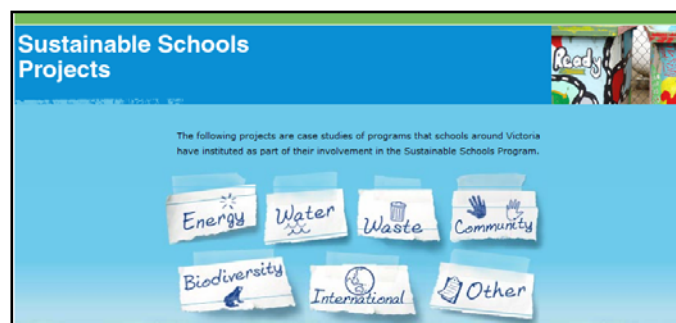 Sustainable Schools
Projects
Ready
The following projects are case studies of programs that schools around Victoria
have instituted as part of their involvement in the Sustainable Schools Program.
Energy Water Waste Community
Biodiversity International Other